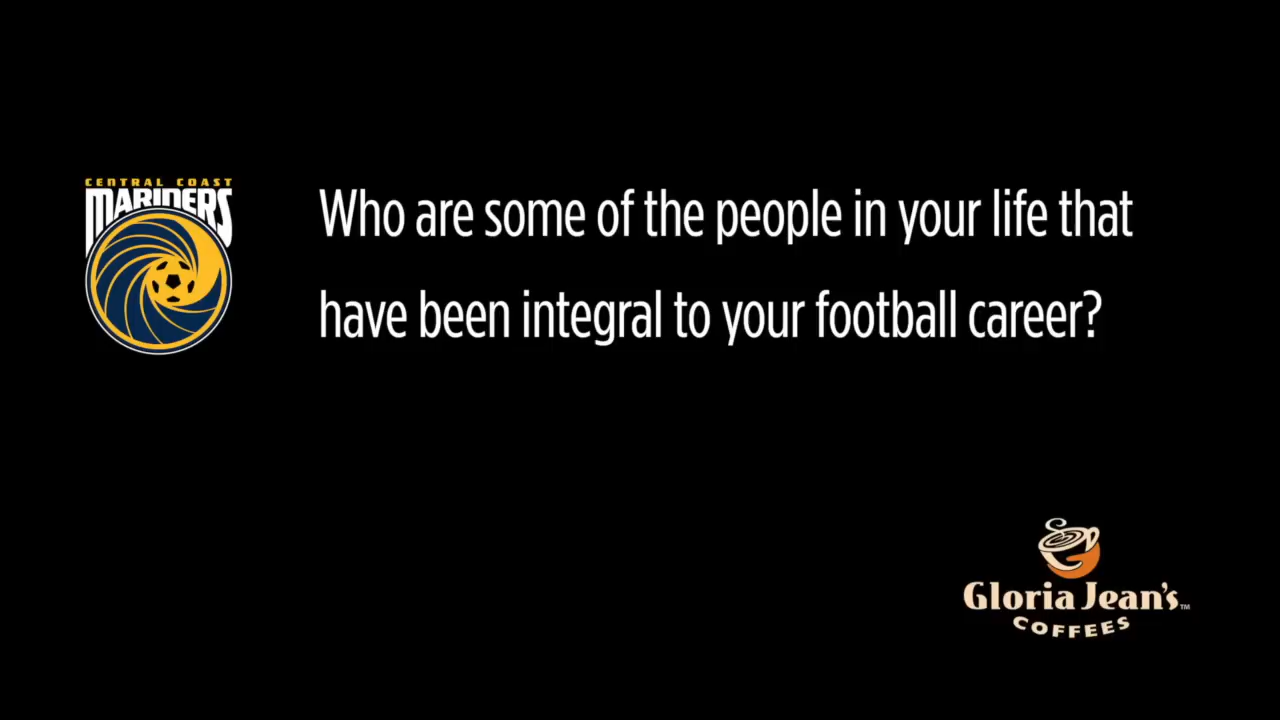 CENTRAL COAST
MARINERS
Who are some of the people in your life that
have been integral to your football career?
Gloria Jean's™
COFFEES